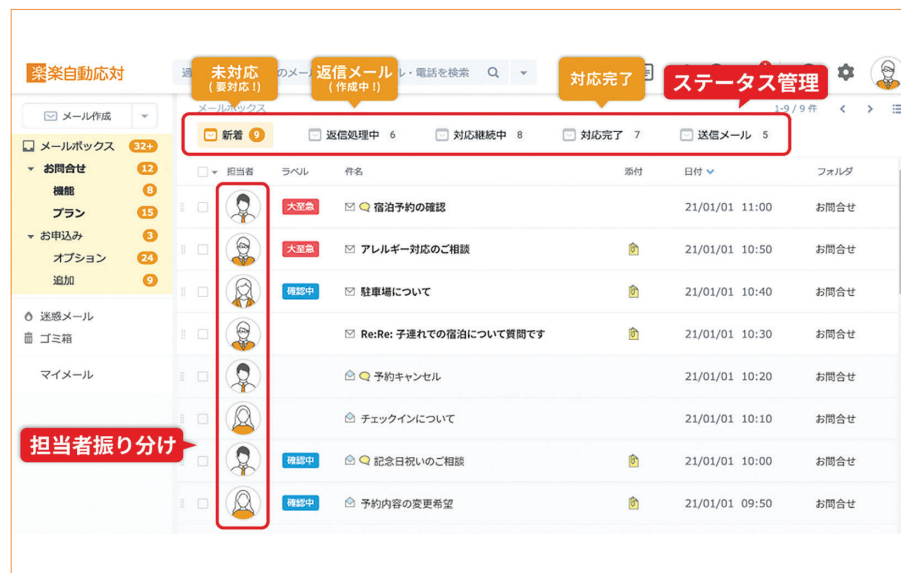 楽楽自動応対
過
未対応
(要対応!)
のメー
返信メール
(作成中!)
ル・電話を検索
対応完了
ステータス管理
メール作成
メールボックス
1-9 / 9 件
新着 9
返信処理中 6
対応継続中 8
対応完了 7
送信メール 5
メールボックス 32+
お問合せ 12
機能 8
プラン 15
お申込み 3
オプション 24
追加 9
迷惑メール
ゴミ箱
マイメール
担当者振り分け
担当者 ラベル 件名 添付 日付 フォルダ
大至急 宿泊予約の確認 21/01/01 11:00 お問合せ
大至急 アレルギー対応のご相談 21/01/01 10:50 お問合せ
確認中 駐車場について 21/01/01 10:40 お問合せ
Re:Re: 子連れでの宿泊について質問です 21/01/01 10:30 お問合せ
予約キャンセル 21/01/01 10:20 お問合せ
チェックインについて 21/01/01 10:10 お問合せ
確認中 記念日祝いのご相談 21/01/01 10:00 お問合せ
確認中 予約内容の変更希望 21/01/01 09:50 お問合せ